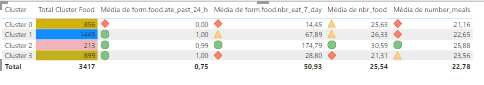 Cluster Total Cluster Food Média de form.food.ate_past_24_h Média de form.food.nbr_eat_7_day Média de nbr_food Média de number_meals
Cluster 0 856 0,00 14,45 25,63 21,16
Cluster 1 1449 1,00 67,89 26,33 22,65
Cluster 2 213 0,99 174,79 30,59 25,88
Cluster 3 899 1,00 28,80 21,31 23,56
Total 3417 0,75 50,93 25,54 22,78